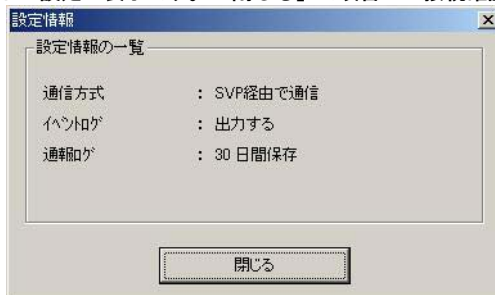 設定情報
設定情報の一覧
通信方式 : SVP経由で通信
イベントログ : 出力する
通報ログ : 30 日間保存
閉じる